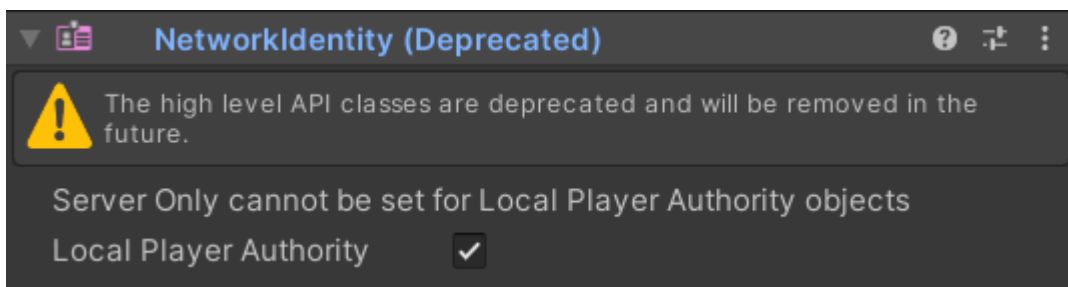 NetworkIdentity (Deprecated)
The high level API classes are deprecated and will be removed in the
future.
Server Only cannot be set for Local Player Authority objects
Local Player Authority